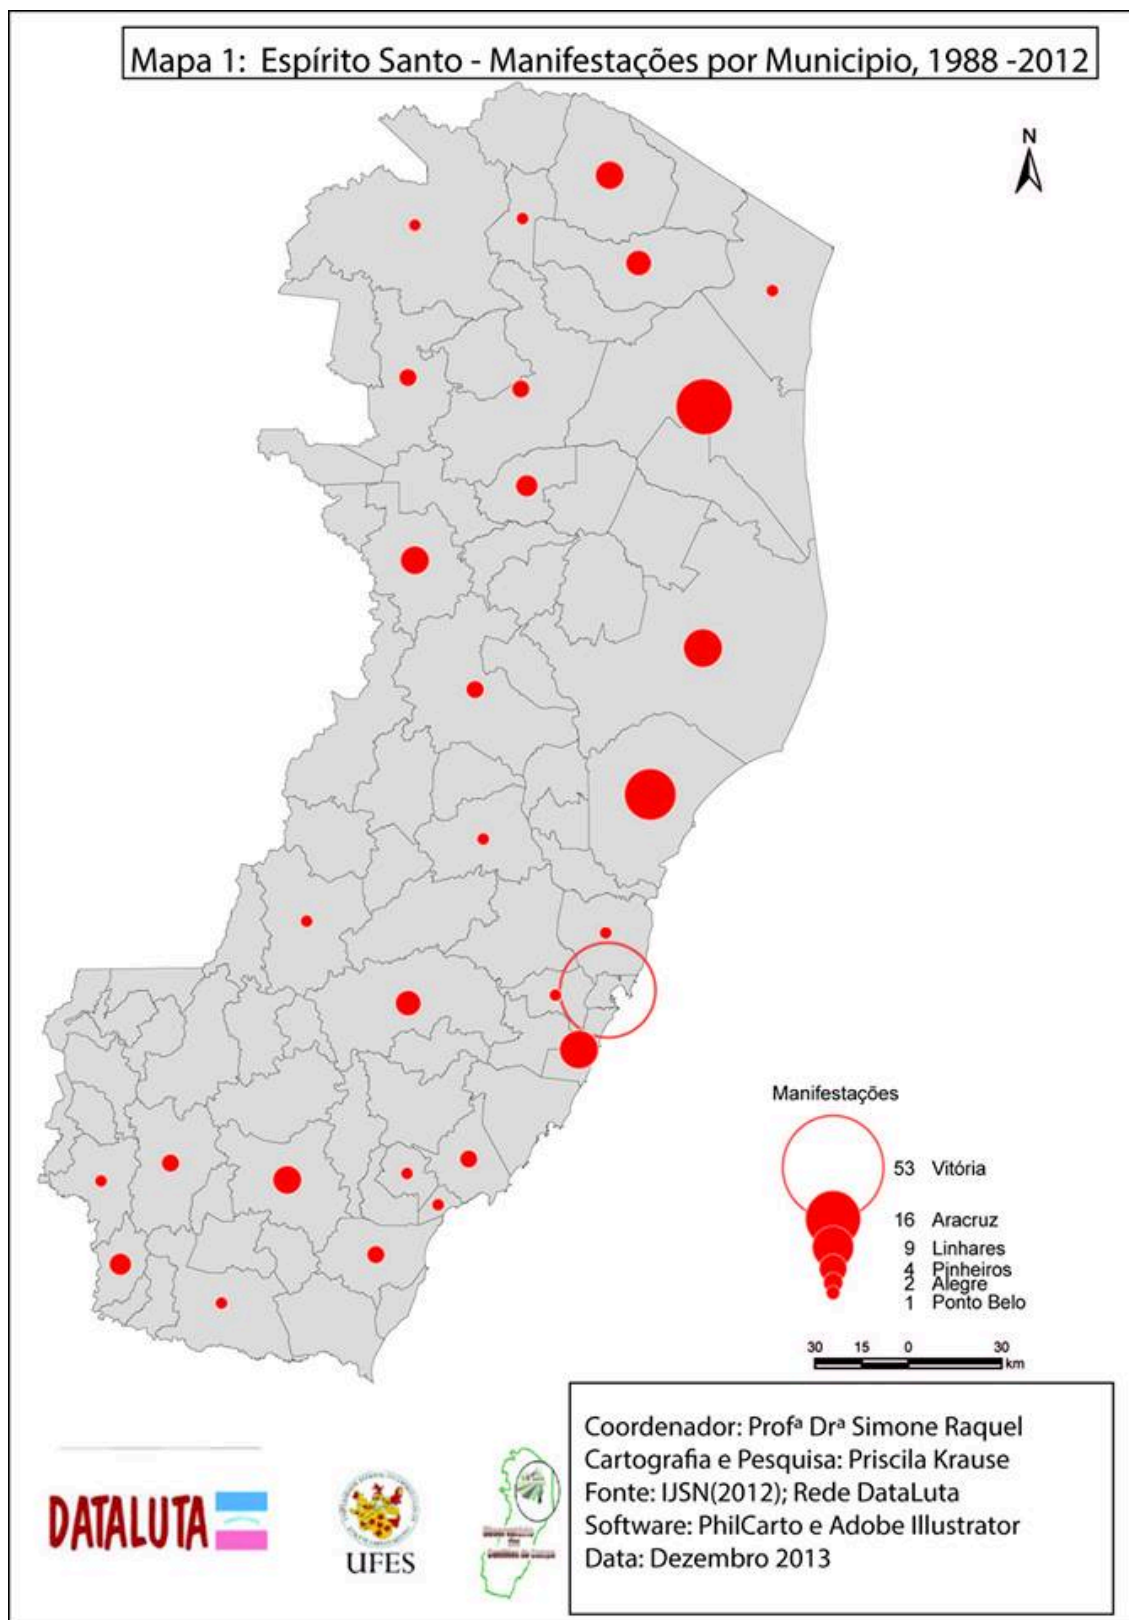 Mapa 1: Espírito Santo - Manifestações por Municipio, 1988 -2012
N
Manifestações
53 Vitória
16 Aracruz
9 Linhares
4 Pinheiros
2 Alegre
1 Ponto Belo
30 15 0 30
km
Coordenador: Profª Drª Simone Raquel
Cartografia e Pesquisa: Priscila Krause
Fonte: IJSN(2012); Rede DataLuta
Software: PhilCarto e Adobe Illustrator
Data: Dezembro 2013
DATALUTA
UFES